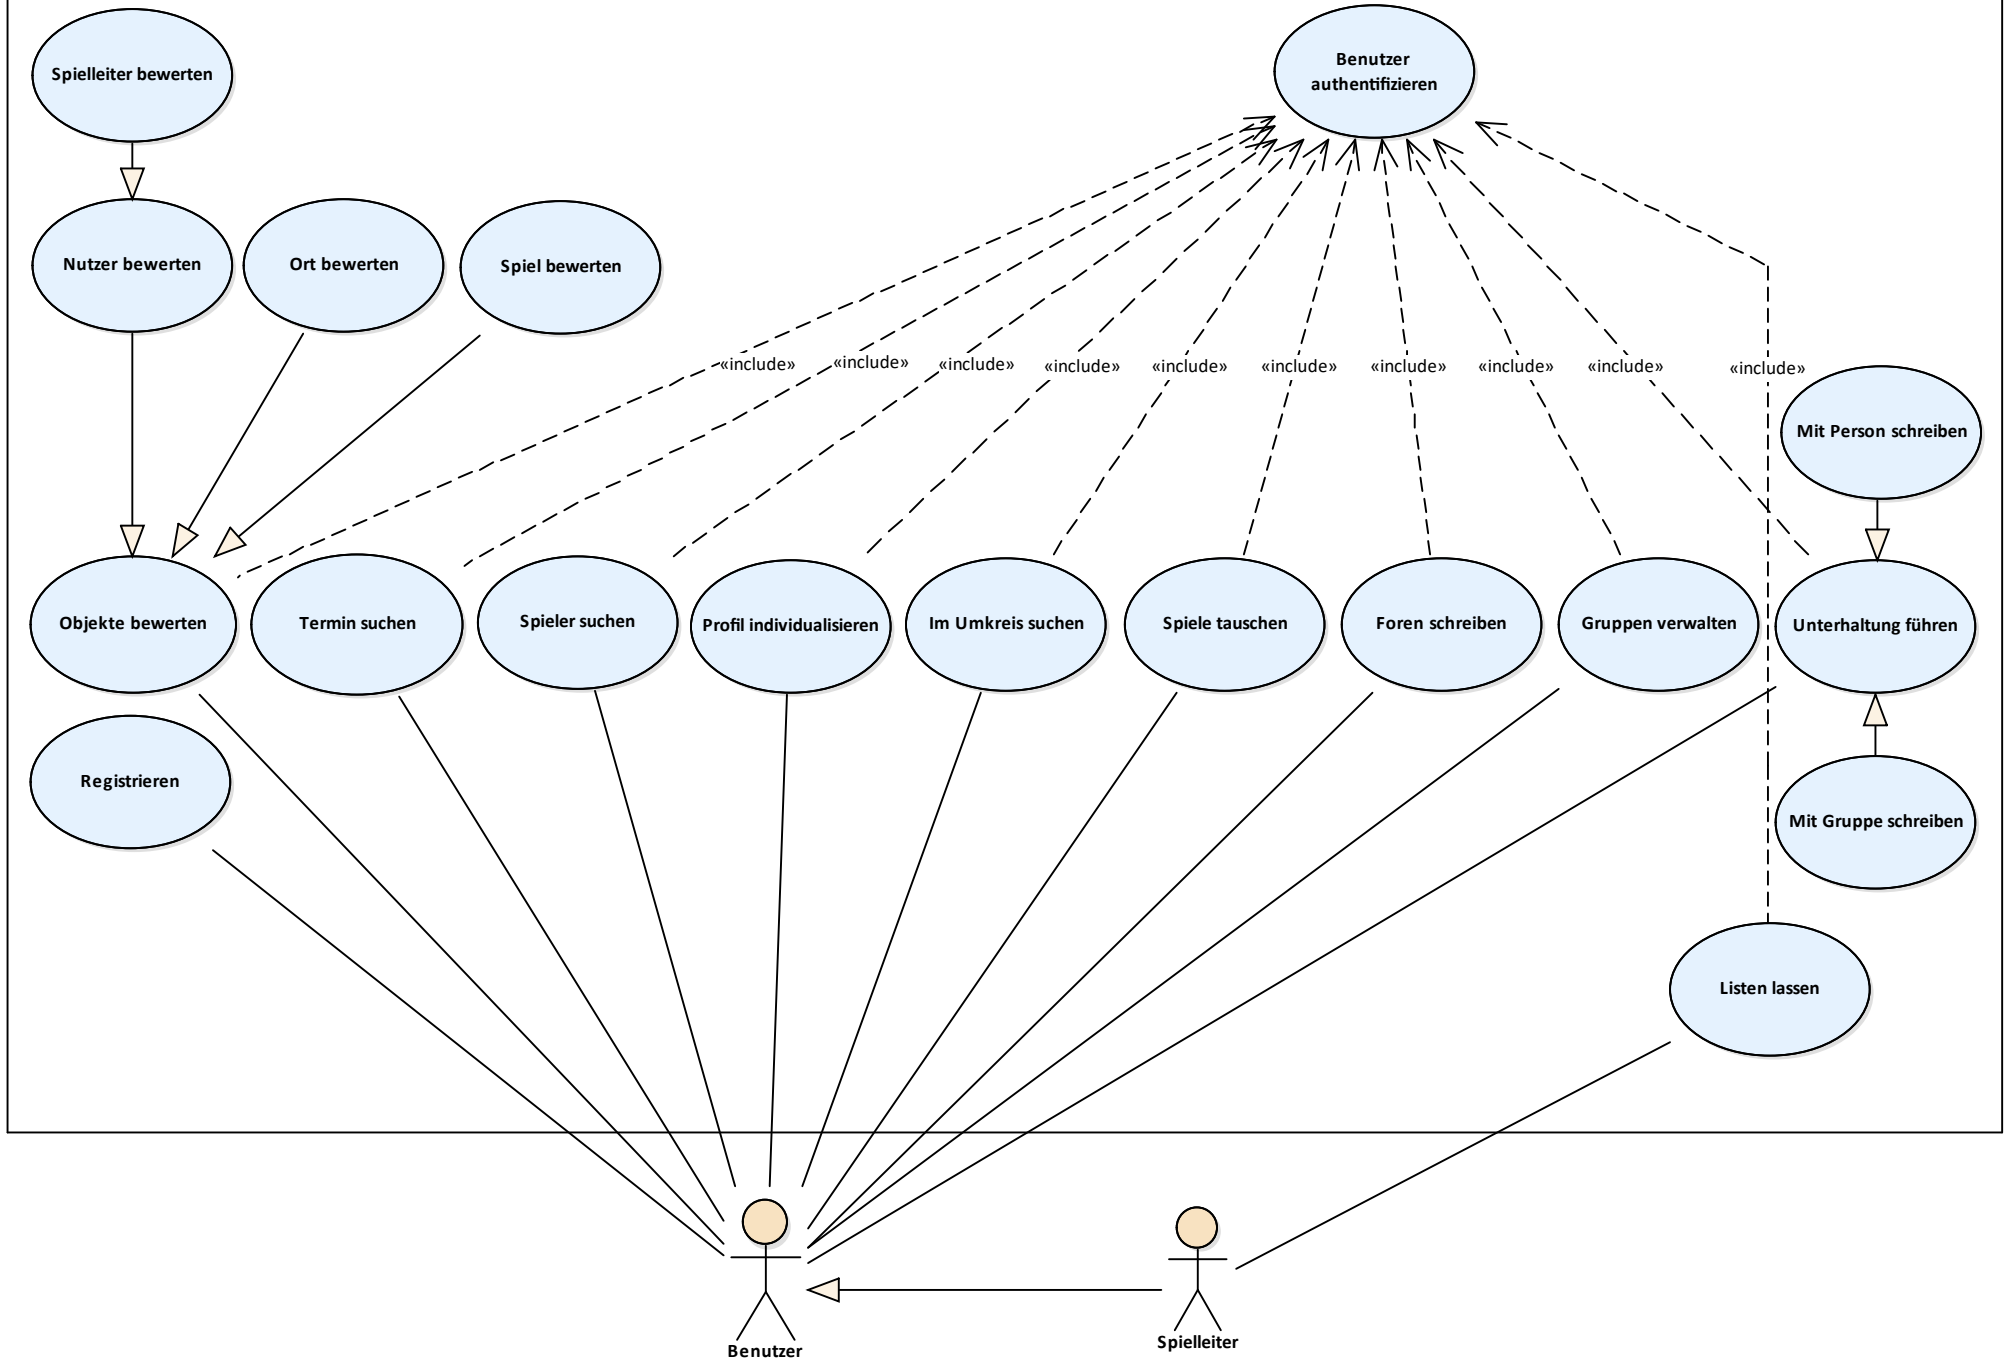 Spielleiter bewerten
Benutzer
authentifizieren
Nutzer bewerten
Ort bewerten
Spiel bewerten
«include»
«include»
«include»
«include»
«include»
«include»
«include»
«include»
«include»
«include»
Mit Person schreiben
Objekte bewerten
Termin suchen
Spieler suchen
Profil individualisieren
Im Umkreis suchen
Spiele tauschen
Foren schreiben
Gruppen verwalten
Unterhaltung führen
Registrieren
Mit Gruppe schreiben
Listen lassen
Benutzer
Spielleiter